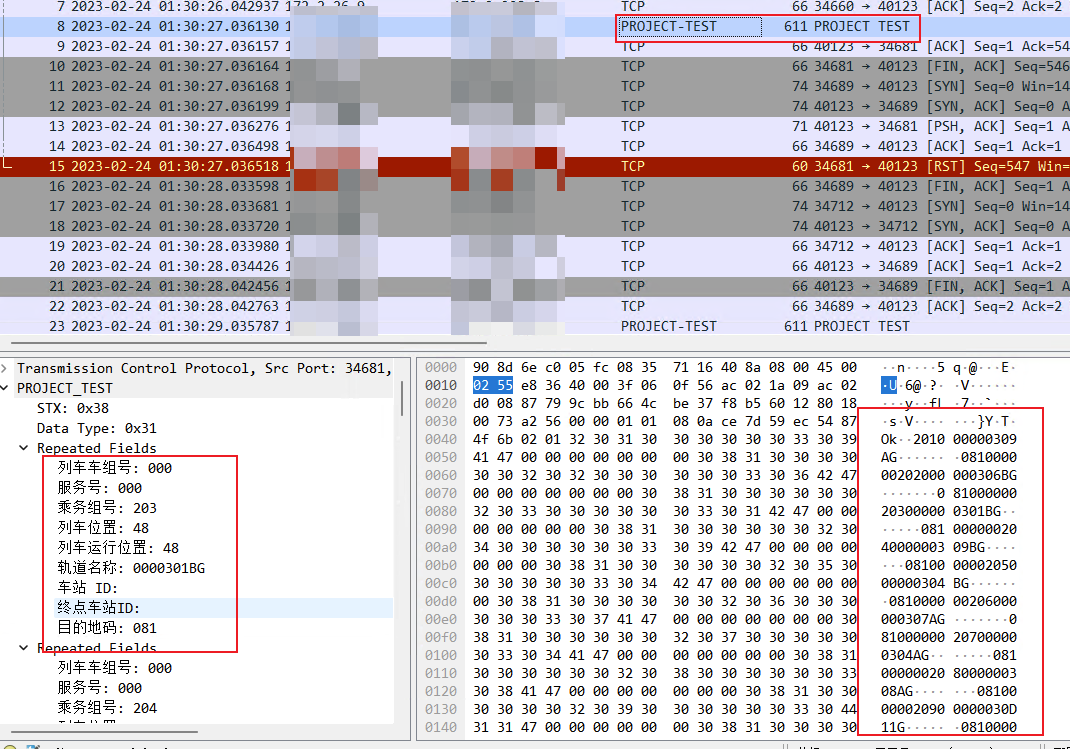 7 2023-02-24 01:30:26.042937 172.2.26.9 TCP 66 34660 → 40123 [ACK] Seq=2 Ack=2
8 2023-02-24 01:30:27.036130 1 PROJECT-TEST 611 PROJECT TEST
9 2023-02-24 01:30:27.036157 1 TCP 66 40123 → 34681 [ACK] Seq=1 Ack=54
10 2023-02-24 01:30:27.036164 1 TCP 66 34681 → 40123 [FIN, ACK] Seq=546
11 2023-02-24 01:30:27.036168 1 TCP 74 34689 → 40123 [SYN] Seq=0 Win=14
12 2023-02-24 01:30:27.036199 1 TCP 74 40123 → 34689 [SYN, ACK] Seq=0 A
13 2023-02-24 01:30:27.036276 1 TCP 71 40123 → 34681 [PSH, ACK] Seq=1 A
14 2023-02-24 01:30:27.036498 1 TCP 66 34689 → 40123 [ACK] Seq=1 Ack=1
15 2023-02-24 01:30:27.036518 1 TCP 60 34681 → 40123 [RST] Seq=547 Win=
16 2023-02-24 01:30:28.033598 1 TCP 66 34689 → 40123 [FIN, ACK] Seq=1 A
17 2023-02-24 01:30:28.033681 1 TCP 74 34712 → 40123 [SYN] Seq=0 Win=14
18 2023-02-24 01:30:28.033720 1 TCP 74 40123 → 34712 [SYN, ACK] Seq=0 A
19 2023-02-24 01:30:28.033980 1 TCP 66 34712 → 40123 [ACK] Seq=1 Ack=1
20 2023-02-24 01:30:28.034426 1 TCP 66 40123 → 34689 [ACK] Seq=1 Ack=2
21 2023-02-24 01:30:28.042456 1 TCP 66 40123 → 34689 [FIN, ACK] Seq=1 A
22 2023-02-24 01:30:28.042763 1 TCP 66 34689 → 40123 [ACK] Seq=2 Ack=2
23 2023-02-24 01:30:29.035787 1 PROJECT-TEST 611 PROJECT TEST
Transmission Control Protocol, Src Port: 34681,
PROJECT_TEST
STX: 0x38
Data Type: 0x31
Repeated Fields
列车车组号: 000
服务号: 000
乘务组号: 203
列车位置: 48
列车运行位置: 48
轨道名称: 0000301BG
车站 ID:
终点车站ID:
目的地码: 081
Repeated Fields
列车车组号: 000
服务号: 000
乘务组号: 204
0000 90 8d 6e c0 05 fc 08 35 71 16 40 8a 08 00 45 00 ··n····5 q·@···E·
0010 02 55 e8 36 40 00 3f 06 0f 56 ac 02 1a 09 ac 02 ·U·6@·?· ·V······
0020 d0 08 87 79 9c bb 66 4c be 37 f8 b5 60 12 80 18 ···y··fL ·7··`···
0030 00 73 a2 56 00 00 01 01 08 0a ce 7d 59 ec 54 87 ·s·V···· ···}Y·T·
0040 4f 6b 02 01 32 30 31 30 30 30 30 30 30 33 30 39 Ok··2010 00000309
0050 41 47 00 00 00 00 00 00 30 38 31 30 30 30 30 30 AG······ 08100000
0060 30 30 32 30 32 30 30 30 30 30 30 33 30 36 42 47 00202000 000306BG
0070 00 00 00 00 00 00 30 38 31 30 30 30 30 30 30 ······0 81000000
0080 32 30 33 30 30 30 30 30 30 33 30 31 42 47 00 00 20300000 0301BG··
0090 00 00 00 00 00 30 38 31 30 30 30 30 30 30 32 30 ·····081 00000020
00a0 34 30 30 30 30 30 30 33 30 39 42 47 00 00 00 00 40000003 09BG····
00b0 00 00 00 30 38 31 30 30 30 30 30 30 32 30 35 30 ···08100 00002050
00c0 30 30 30 30 30 33 30 34 42 47 00 00 00 00 00 00 00000304 BG······
00d0 00 30 38 31 30 30 30 30 30 30 32 30 36 30 30 30 ·0810000 00206000
00e0 30 30 30 33 30 37 41 47 00 00 00 00 00 00 00 30 000307AG ·······0
00f0 38 31 30 30 30 30 30 30 32 30 37 30 30 30 30 30 81000000 20700000
0100 30 33 30 34 41 47 00 00 00 00 00 00 00 30 38 31 0304AG·· ·····081
0110 30 30 30 30 30 30 32 30 38 30 30 30 30 30 30 33 00000020 80000003
0120 30 38 41 47 00 00 00 00 00 00 00 30 38 31 30 30 08AG···· ···08100
0130 30 30 30 30 32 30 39 30 30 30 30 30 30 33 30 44 00002090 0000030D
0140 31 31 47 00 00 00 00 00 00 30 38 31 30 30 30 30 11G····· ·0810000